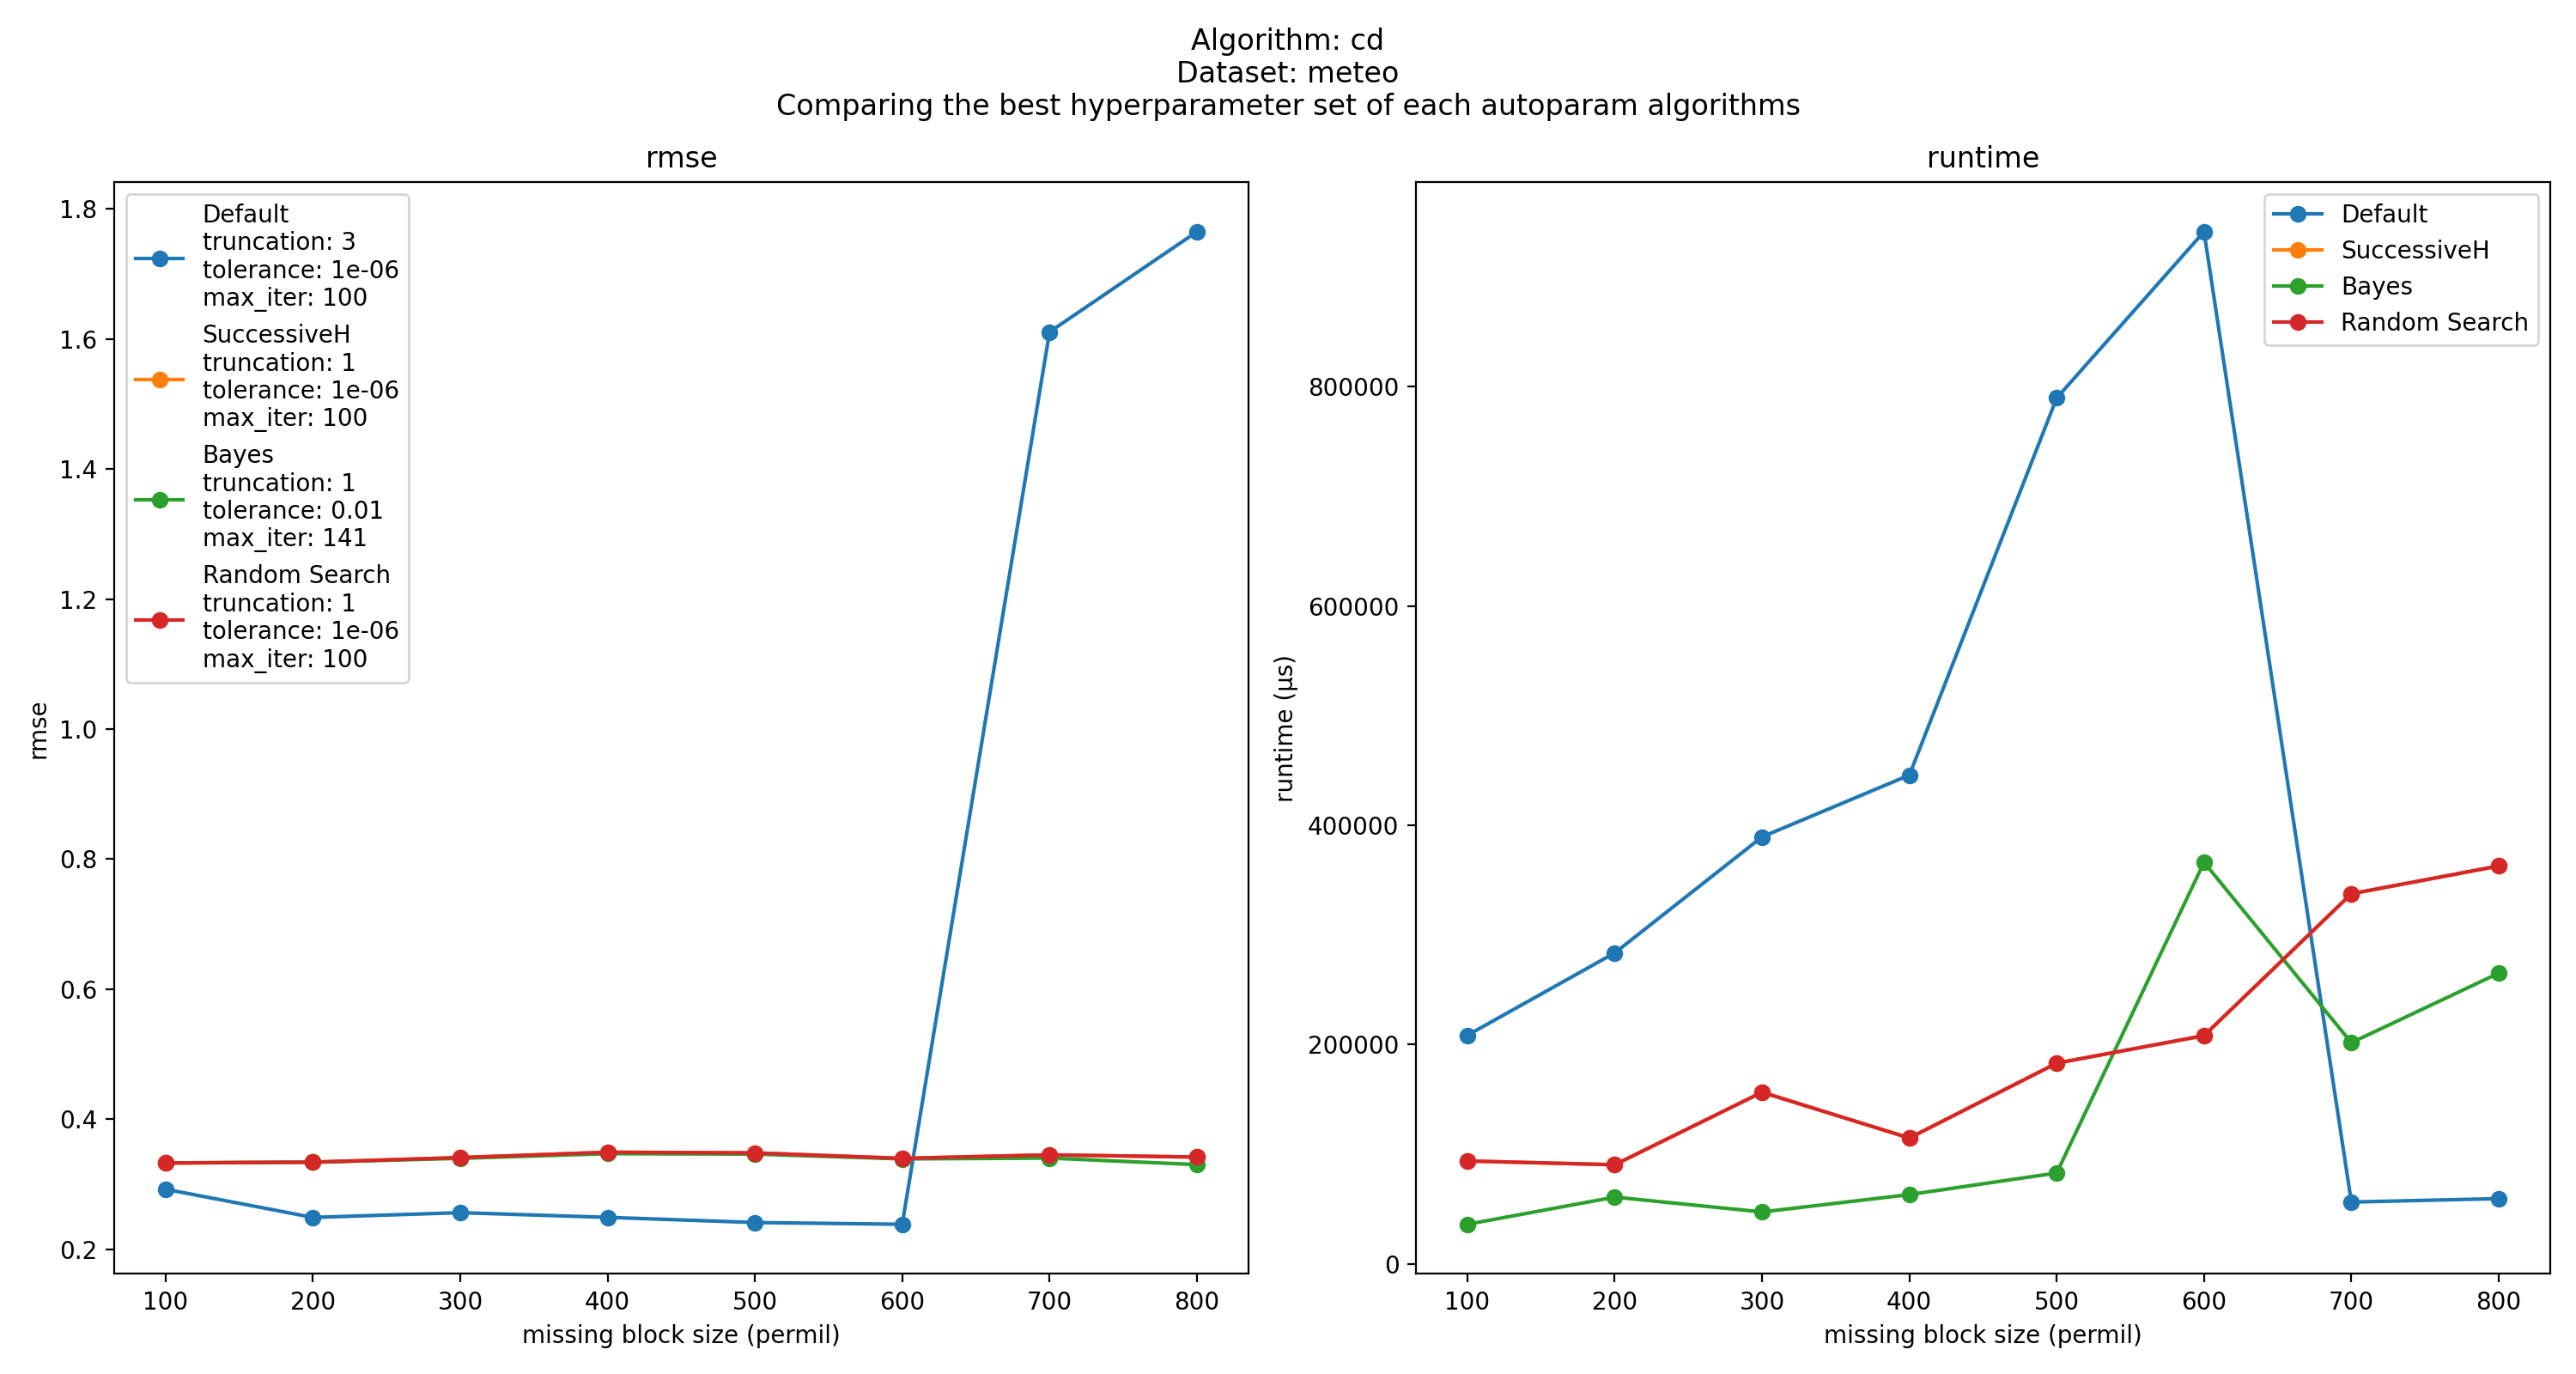 Algorithm: cd
Dataset: meteo
Comparing the best hyperparameter set of each autoparam algorithms
rmse
1.8
1.6
1.4
1.2
1.0
0.8
0.6
0.4
0.2
rmse
Default
truncation: 3
tolerance: 1e-06
max_iter: 100
SuccessiveH
truncation: 1
tolerance: 1e-06
max_iter: 100
Bayes
truncation: 1
tolerance: 0.01
max_iter: 141
Random Search
truncation: 1
tolerance: 1e-06
max_iter: 100
100 200 300 400 500 600 700 800
missing block size (permil)
runtime
800000
600000
400000
200000
0
runtime (µs)
Default
SuccessiveH
Bayes
Random Search
100 200 300 400 500 600 700 800
missing block size (permil)